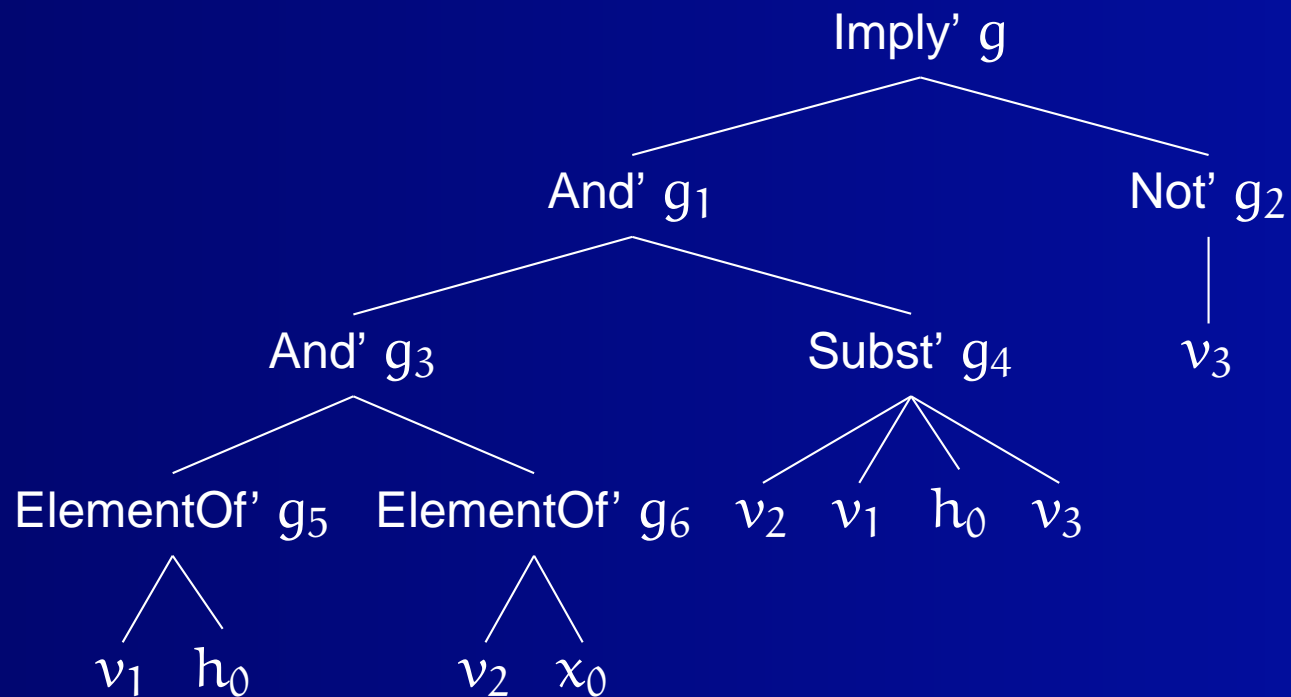 Imply’ g
And’ g₁ Not’ g₂
And’ g₃ Subst’ g₄ v₃
ElementOf’ g₅ ElementOf’ g₆ v₂ v₁ h₀ v₃
v₁ h₀ v₂ x₀